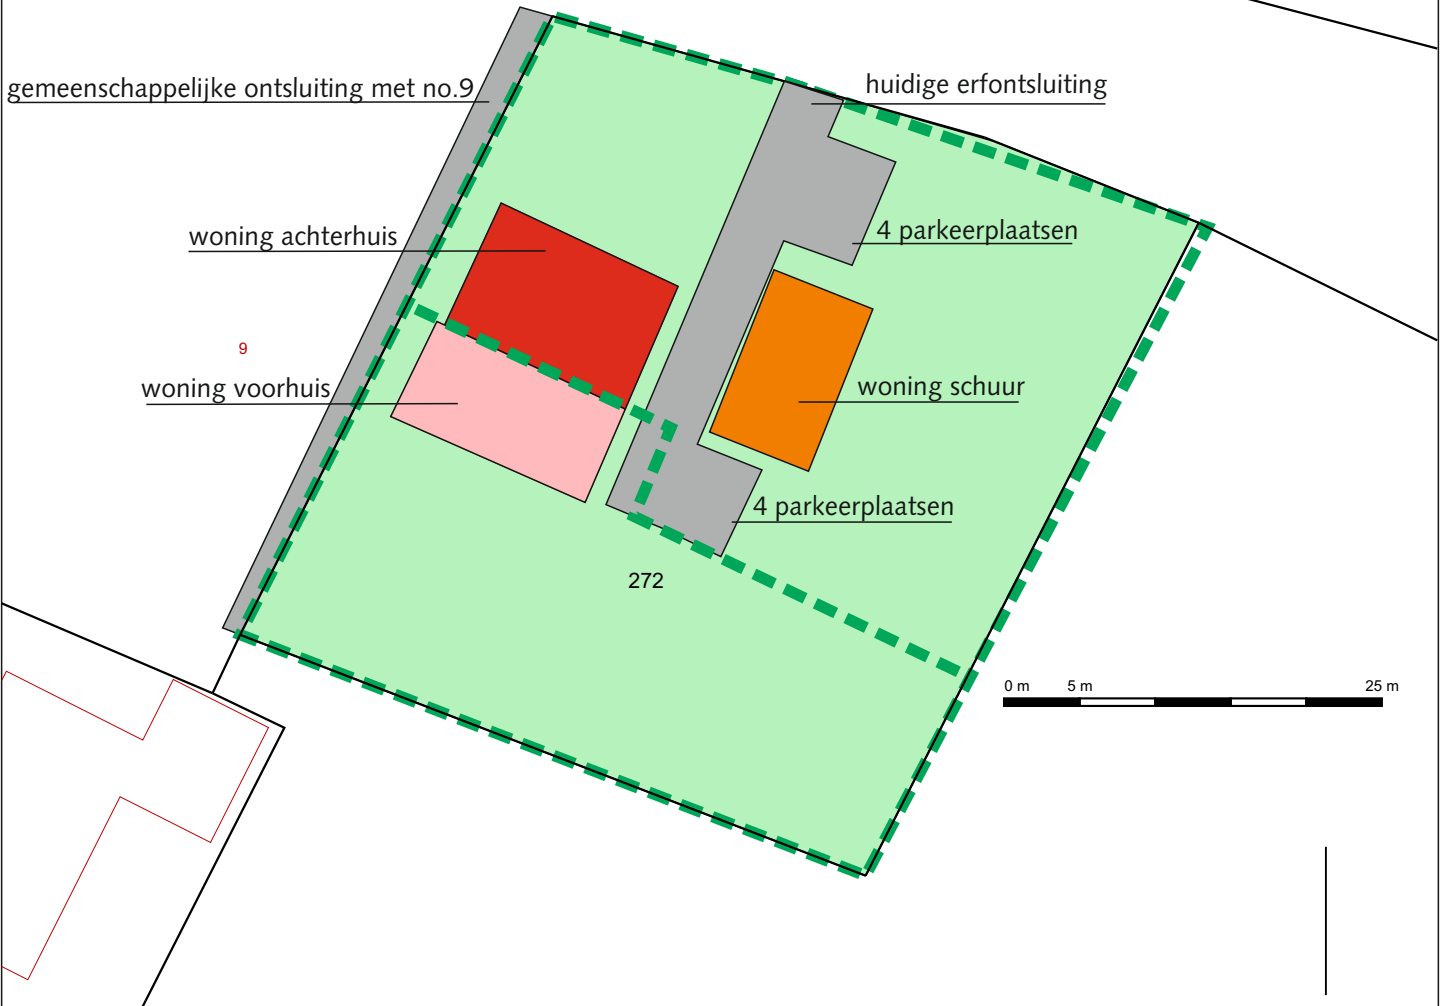 gemeenschappelijke ontsluiting met no.9
huidige erfontsluiting
woning achterhuis
4 parkeerplaatsen
9
woning voorhuis
woning schuur
4 parkeerplaatsen
272
0 m 5 m 25 m